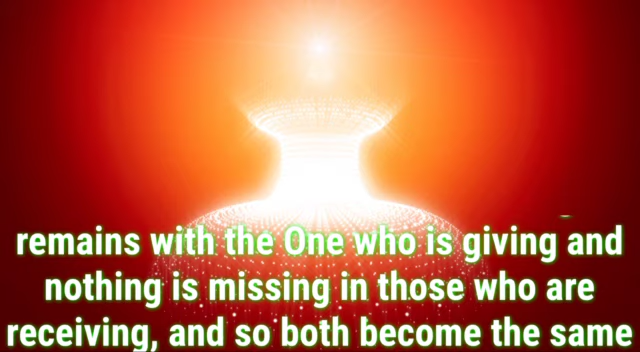 remains with the One who is giving and
nothing is missing in those who are
receiving, and so both become the same